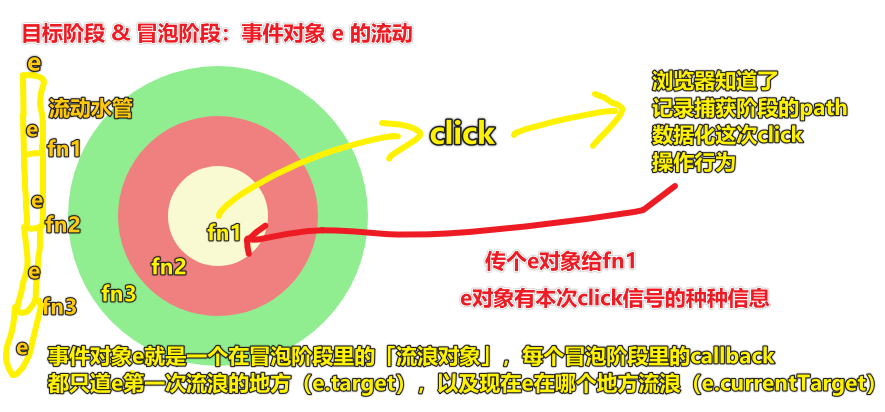 目标阶段 & 冒泡阶段：事件对象 e 的流动
e
流动水管
e
fn1
e
fn2
e
fn3
e
fn1
fn2
fn3
click
浏览器知道了
记录捕获阶段的path
数据化这次click
操作行为
传个e对象给fn1
e对象有本次click信号的种种信息
事件对象e就是一个在冒泡阶段里的「流浪对象」，每个冒泡阶段里的callback
都只道e第一次流浪的地方（e.target），以及现在e在哪个地方流浪（e.currentTarget）